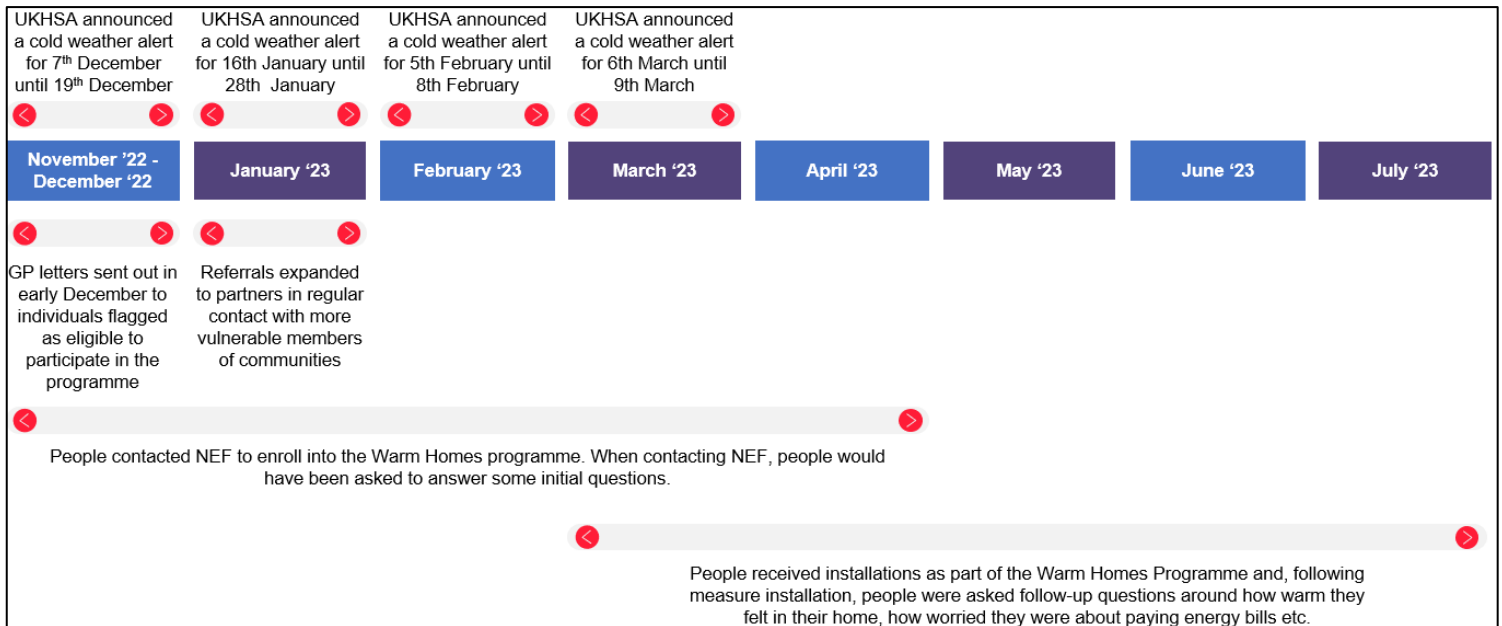 UKHSA announced
a cold weather alert
for 7th December
until 19th December
UKHSA announced
a cold weather alert
for 16th January until
28th January
UKHSA announced
a cold weather alert
for 5th February until
8th February
UKHSA announced
a cold weather alert
for 6th March until
9th March
November ’22 -
December ‘22
January ‘23
February ‘23
March ‘23
April ‘23
May ‘23
June ‘23
July ‘23
GP letters sent out in
early December to
individuals flagged
as eligible to
participate in the
programme
Referrals expanded
to partners in regular
contact with more
vulnerable members
of communities
People contacted NEF to enroll into the Warm Homes programme. When contacting NEF, people would
have been asked to answer some initial questions.
People received installations as part of the Warm Homes Programme and, following
measure installation, people were asked follow-up questions around how warm they
felt in their home, how worried they were about paying energy bills etc.